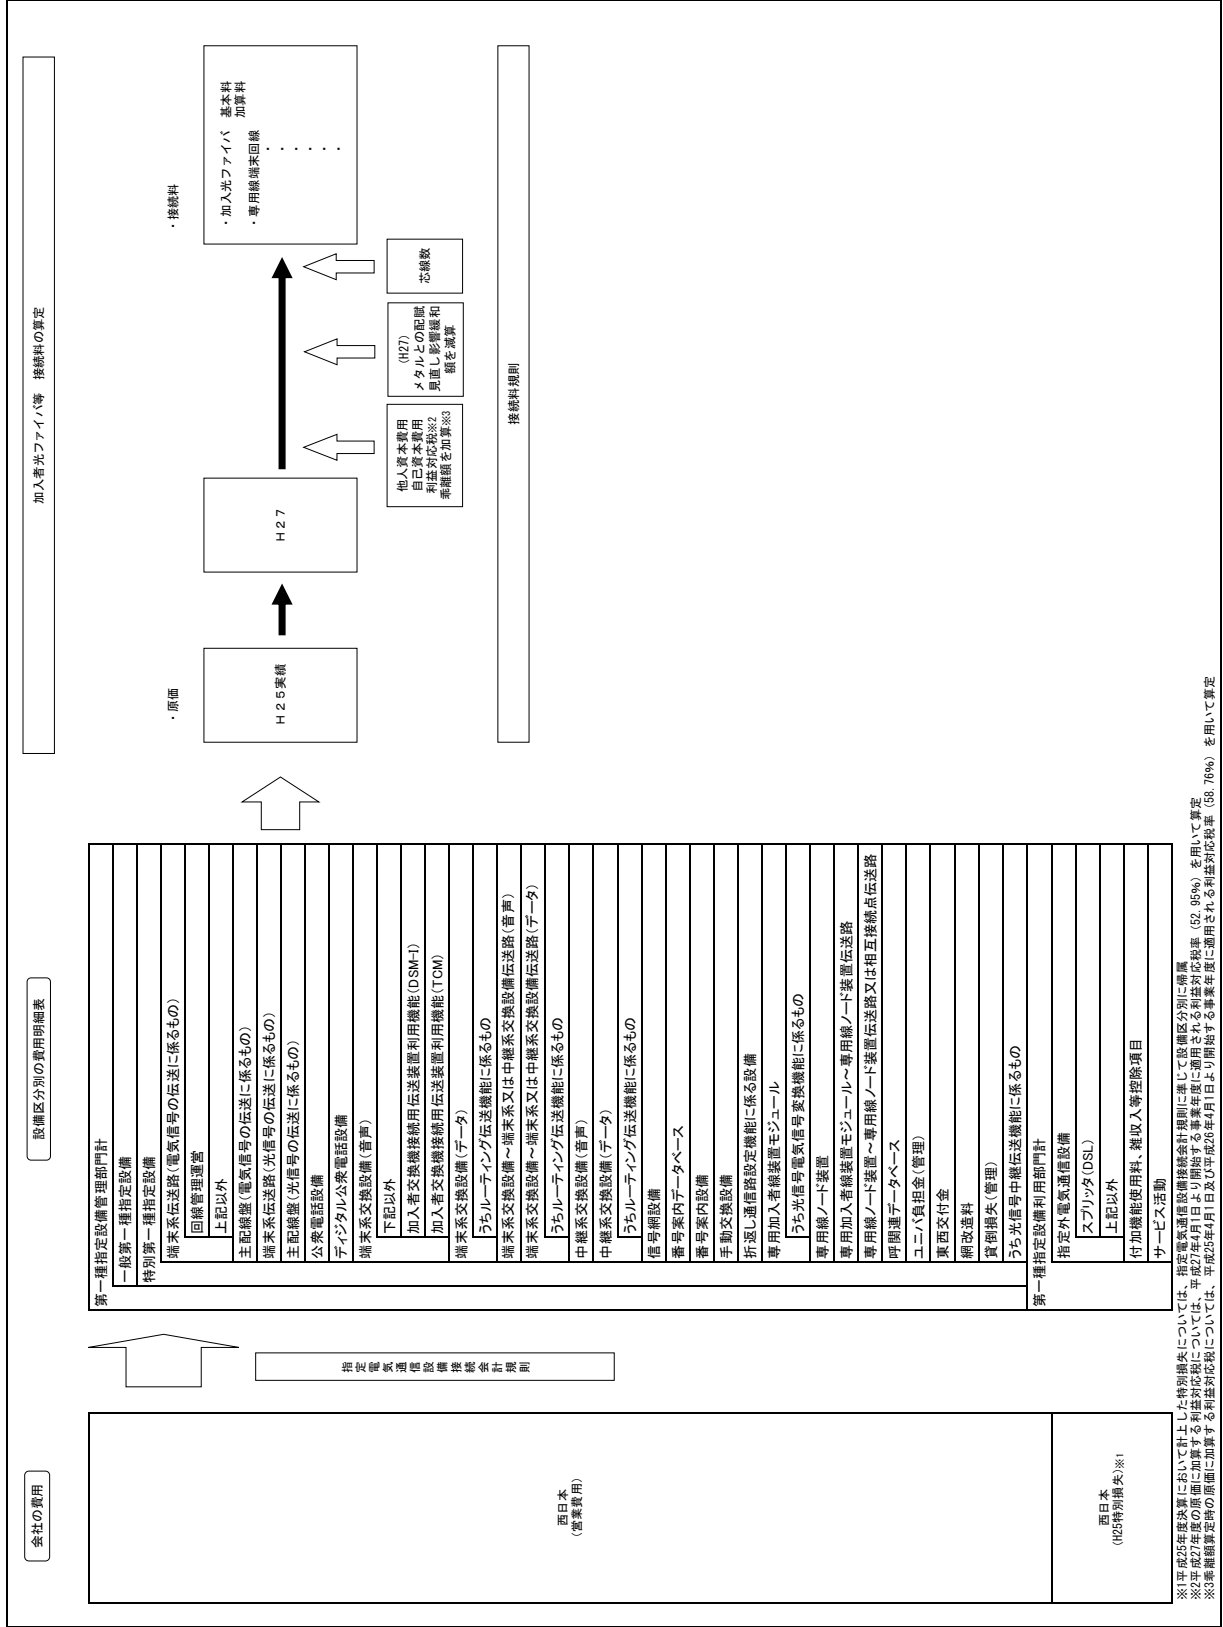 会社の費用
設備区分別の費用明細表
加入者光ファイバ等 接続料の算定
西日本
(営業費用)
西日本
(H25特別損失)※1
指定電気通信設備接続会計規則
第一種指定設備管理部門計
一般第一種指定設備
特別第一種指定設備
端末系伝送路(電気信号の伝送に係るもの)
回線管理運営
上記以外
主配線盤(電気信号の伝送に係るもの)
端末系伝送路(光信号の伝送に係るもの)
主配線盤(光信号の伝送に係るもの)
公衆電話設備
ディジタル公衆電話設備
端末系交換設備(音声)
下記以外
加入者交換機接続用伝送装置利用機能(DSM-I)
加入者交換機接続用伝送装置利用機能(TCM)
端末系交換設備(データ)
うちルーティング伝送機能に係るもの
端末系交換設備~端末系又は中継系交換設備伝送路(音声)
端末系交換設備~端末系又は中継系交換設備伝送路(データ)
うちルーティング伝送機能に係るもの
中継系交換設備(音声)
中継系交換設備(データ)
うちルーティング伝送機能に係るもの
信号網設備
番号案内データベース
番号案内設備
手動交換設備
折返し通信路設定機能に係る設備
専用加入者線装置モジュール
うち光信号電気信号変換機能に係るもの
専用線ノード装置
専用加入者線装置モジュール~専用線ノード装置伝送路
専用線ノード装置~専用線ノード装置伝送路又は相互接続点伝送路
呼関連データベース
ユニバ負担金(管理)
東西交付金
網改造料
貸倒損失(管理)
うち光信号中継伝送機能に係るもの
第一種指定設備利用部門計
指定外電気通信設備
スプリッタ(DSL)
上記以外
付加機能使用料、雑収入等控除項目
サービス活動
・原価
・接続料
H25実績
H27
・加入光ファイバ 基本料
加算料
・専用線端末回線
・
・
・
・
・
・
他人資本費用
自己資本費用
利益対応税※2
乖離額を加算※3
(H27)
メタルとの配賦
見直し影響緩和
額を減算
芯線数
接続料規則
※1平成25年度決算において計上した特別損失については、指定電気通信設備接続会計規則に準じて設備区分別に帰属
※2平成27年度の原価に加算する利益対応税については、平成27年4月1日より開始する事業年度に適用される利益対応税率(52.95%)を用いて算定
※3乖離額算定時の原価に加算する利益対応税については、平成25年4月1日及び平成26年4月1日より開始する事業年度に適用される利益対応税率(58.76%)を用いて算定